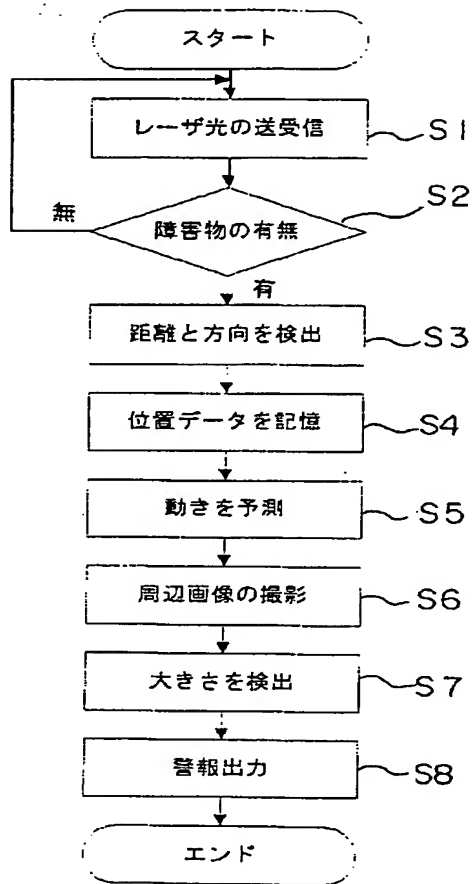 スタート
レーザ光の送受信
S1
S2
無
障害物の有無
有
距離と方向を検出
S3
位置データを記憶
S4
動きを予測
S5
周辺画像の撮影
S6
大きさを検出
S7
警報出力
S8
エンド